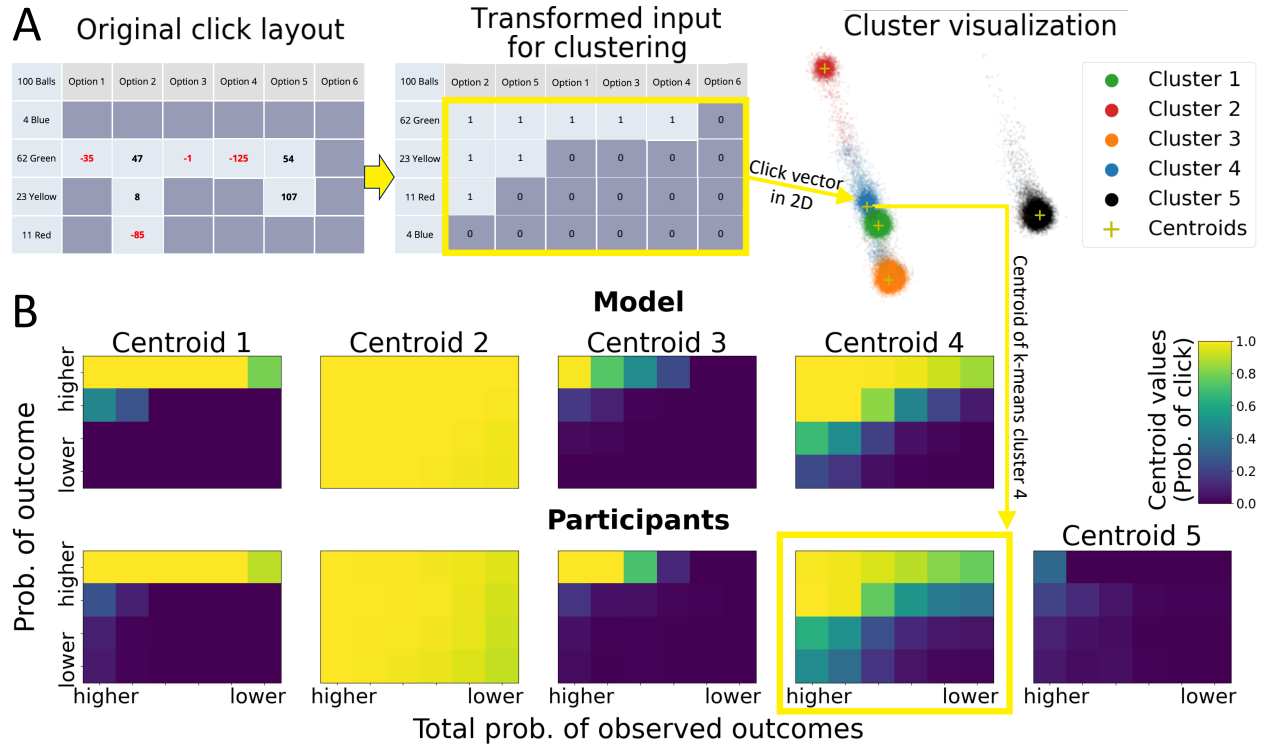 A
Original click layout
Transformed input
for clustering
Cluster visualization
100 Balls Option 1 Option 2 Option 3 Option 4 Option 5 Option 6
4 Blue
62 Green -35 47 -1 -125 54
23 Yellow 8 107
11 Red -85
100 Balls Option 2 Option 5 Option 1 Option 3 Option 4 Option 6
62 Green 1 1 1 1 1 0
23 Yellow 1 1 0 0 0 0
11 Red 1 0 0 0 0 0
4 Blue 0 0 0 0 0 0
Click vector
in 2D
Cluster 1
Cluster 2
Cluster 3
Cluster 4
Cluster 5
Centroids
Centroid of k-means cluster 4
B
Model
Centroid 1 Centroid 2 Centroid 3 Centroid 4
Prob. of outcome
higher
lower
Centroid values
(Prob. of click)
1.0
0.8
0.6
0.4
0.2
0.0
Participants
Centroid 5
higher
lower
higher lower higher lower higher lower higher lower higher lower
Total prob. of observed outcomes